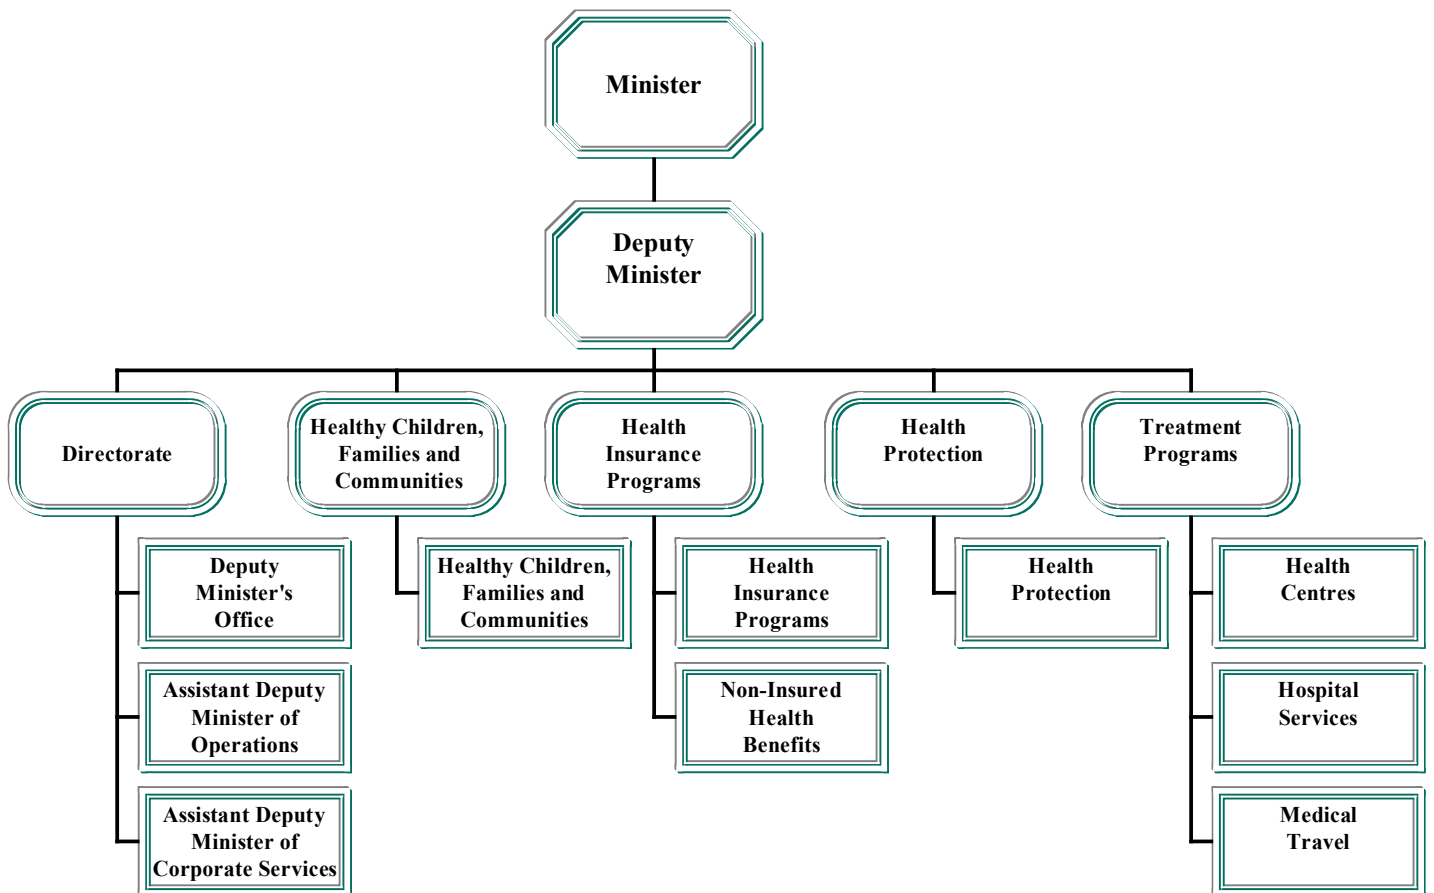 Minister
Deputy
Minister
Directorate
Healthy Children,
Families and
Communities
Health
Insurance
Programs
Health
Protection
Treatment
Programs
Deputy
Minister's
Office
Assistant Deputy
Minister of
Operations
Assistant Deputy
Minister of
Corporate Services
Healthy Children,
Families and
Communities
Health
Insurance
Programs
Non-Insured
Health
Benefits
Health
Protection
Health
Centres
Hospital
Services
Medical
Travel